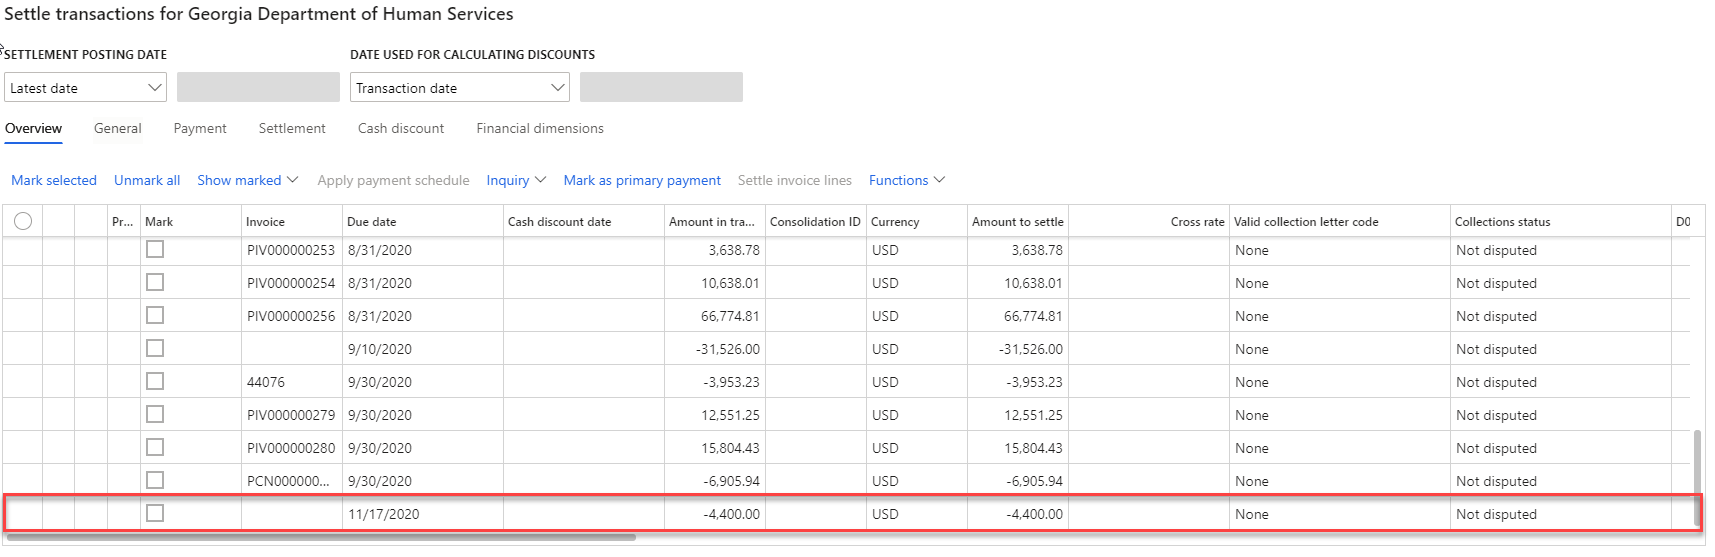 Settle transactions for Georgia Department of Human Services
SETTLEMENT POSTING DATE DATE USED FOR CALCULATING DISCOUNTS
Latest date Transaction date
Overview General Payment Settlement Cash discount Financial dimensions
Mark selected Unmark all Show marked Apply payment schedule Inquiry Mark as primary payment Settle invoice lines Functions
Pr... Mark Invoice Due date Cash discount date Amount in tra... Consolidation ID Currency Amount to settle Cross rate Valid collection letter code Collections status D0
PIV000000253 8/31/2020 3,638.78 USD 3,638.78 None Not disputed
PIV000000254 8/31/2020 10,638.01 USD 10,638.01 None Not disputed
PIV000000256 8/31/2020 66,774.81 USD 66,774.81 None Not disputed
9/10/2020 -31,526.00 USD -31,526.00 None Not disputed
44076 9/30/2020 -3,953.23 USD -3,953.23 None Not disputed
PIV000000279 9/30/2020 12,551.25 USD 12,551.25 None Not disputed
PIV000000280 9/30/2020 15,804.43 USD 15,804.43 None Not disputed
PCN000000... 9/30/2020 -6,905.94 USD -6,905.94 None Not disputed
11/17/2020 -4,400.00 USD -4,400.00 None Not disputed